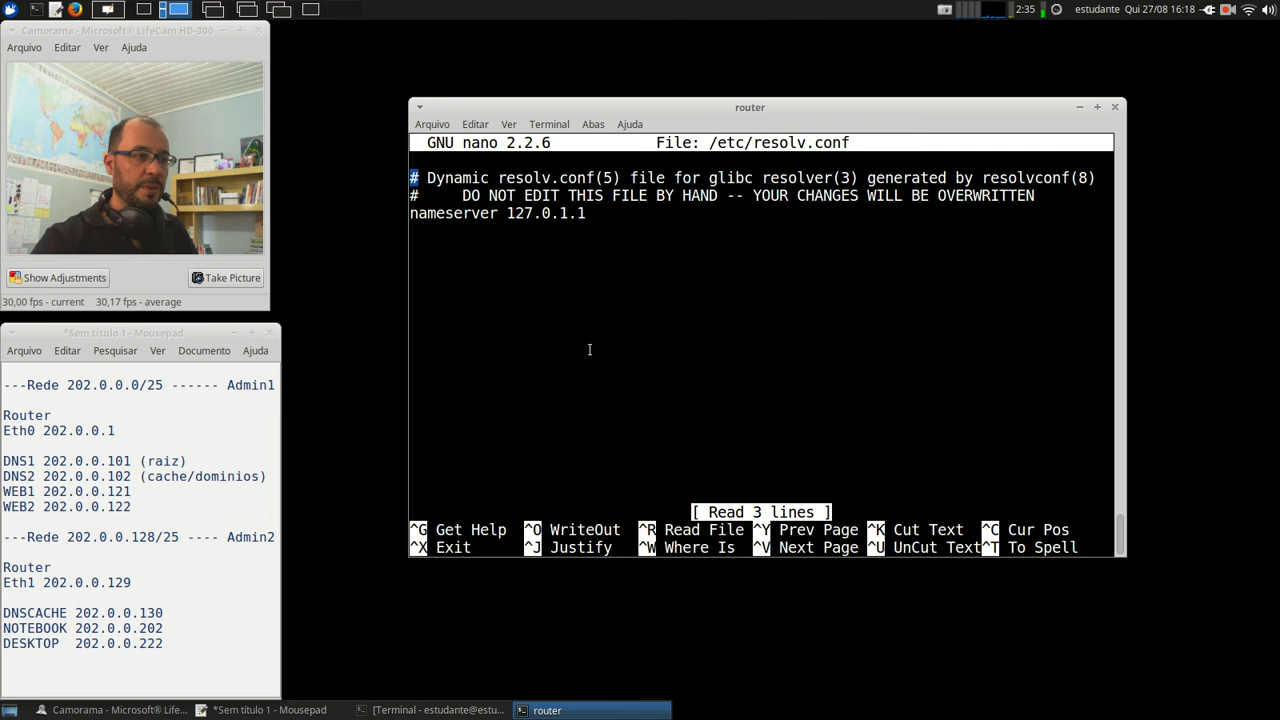 2:35
estudante Qui 27/08 16:18
Camorama - Microsoft® LifeCam HD-300
Arquivo Editar Ver Ajuda
Show Adjustments
Take Picture
30,00 fps - current 30,17 fps - average
*Sem título 1 - Mousepad
Arquivo Editar Pesquisar Ver Documento Ajuda
---Rede 202.0.0.0/25 ------ Admin1
Router
Eth0 202.0.0.1
DNS1 202.0.0.101 (raiz)
DNS2 202.0.0.102 (cache/dominios)
WEB1 202.0.0.121
WEB2 202.0.0.122
---Rede 202.0.0.128/25 ---- Admin2
Router
Eth1 202.0.0.129
DNSCACHE 202.0.0.130
NOTEBOOK 202.0.0.202
DESKTOP 202.0.0.222
router
Arquivo Editar Ver Terminal Abas Ajuda
GNU nano 2.2.6 File: /etc/resolv.conf
# Dynamic resolv.conf(5) file for glibc resolver(3) generated by resolvconf(8)
# DO NOT EDIT THIS FILE BY HAND -- YOUR CHANGES WILL BE OVERWRITTEN
nameserver 127.0.1.1
[ Read 3 lines ]
^G Get Help ^O WriteOut ^R Read File ^Y Prev Page ^K Cut Text ^C Cur Pos
^X Exit ^J Justify ^W Where Is ^V Next Page ^U UnCut Text ^T To Spell
Camorama - Microsoft® LifeC...
*Sem título 1 - Mousepad
[Terminal - estudante@estu...
router